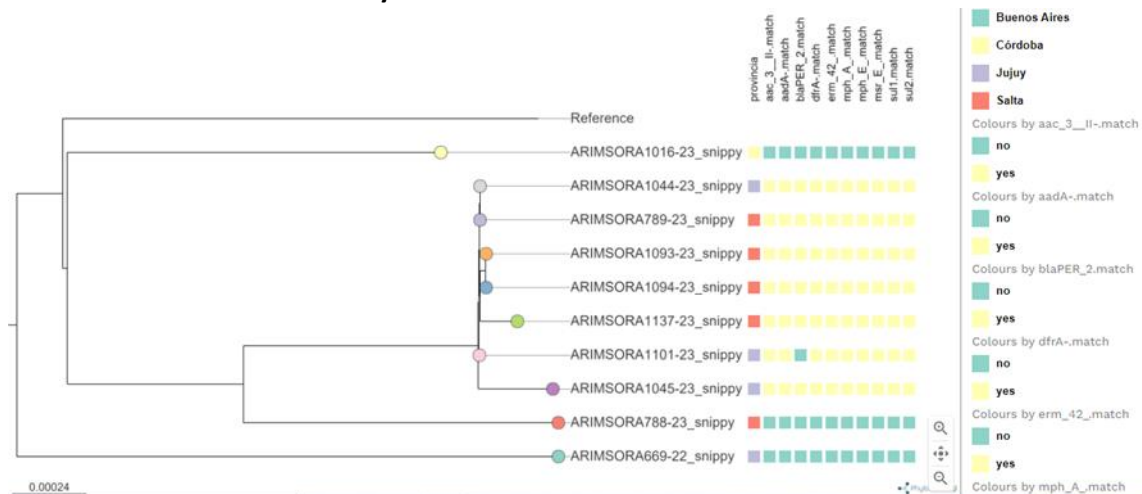 provincia
aac_3__II-.match
aadA-.match
blaPER_2.match
dfrA-.match
erm_42_.match
mph_A_.match
mph_E_.match
msr_E_.match
sul1.match
sul2.match
Reference
ARIMSORA1016-23_snippy
ARIMSORA1044-23_snippy
ARIMSORA789-23_snippy
ARIMSORA1093-23_snippy
ARIMSORA1094-23_snippy
ARIMSORA1137-23_snippy
ARIMSORA1101-23_snippy
ARIMSORA1045-23_snippy
ARIMSORA788-23_snippy
ARIMSORA669-22_snippy
0.00024
Buenos Aires
Córdoba
Jujuy
Salta
Colours by aac_3__II-.match
no
yes
Colours by aadA-.match
no
yes
Colours by blaPER_2.match
no
yes
Colours by dfrA-.match
no
yes
Colours by erm_42_.match
no
yes
Colours by mph_A_.match